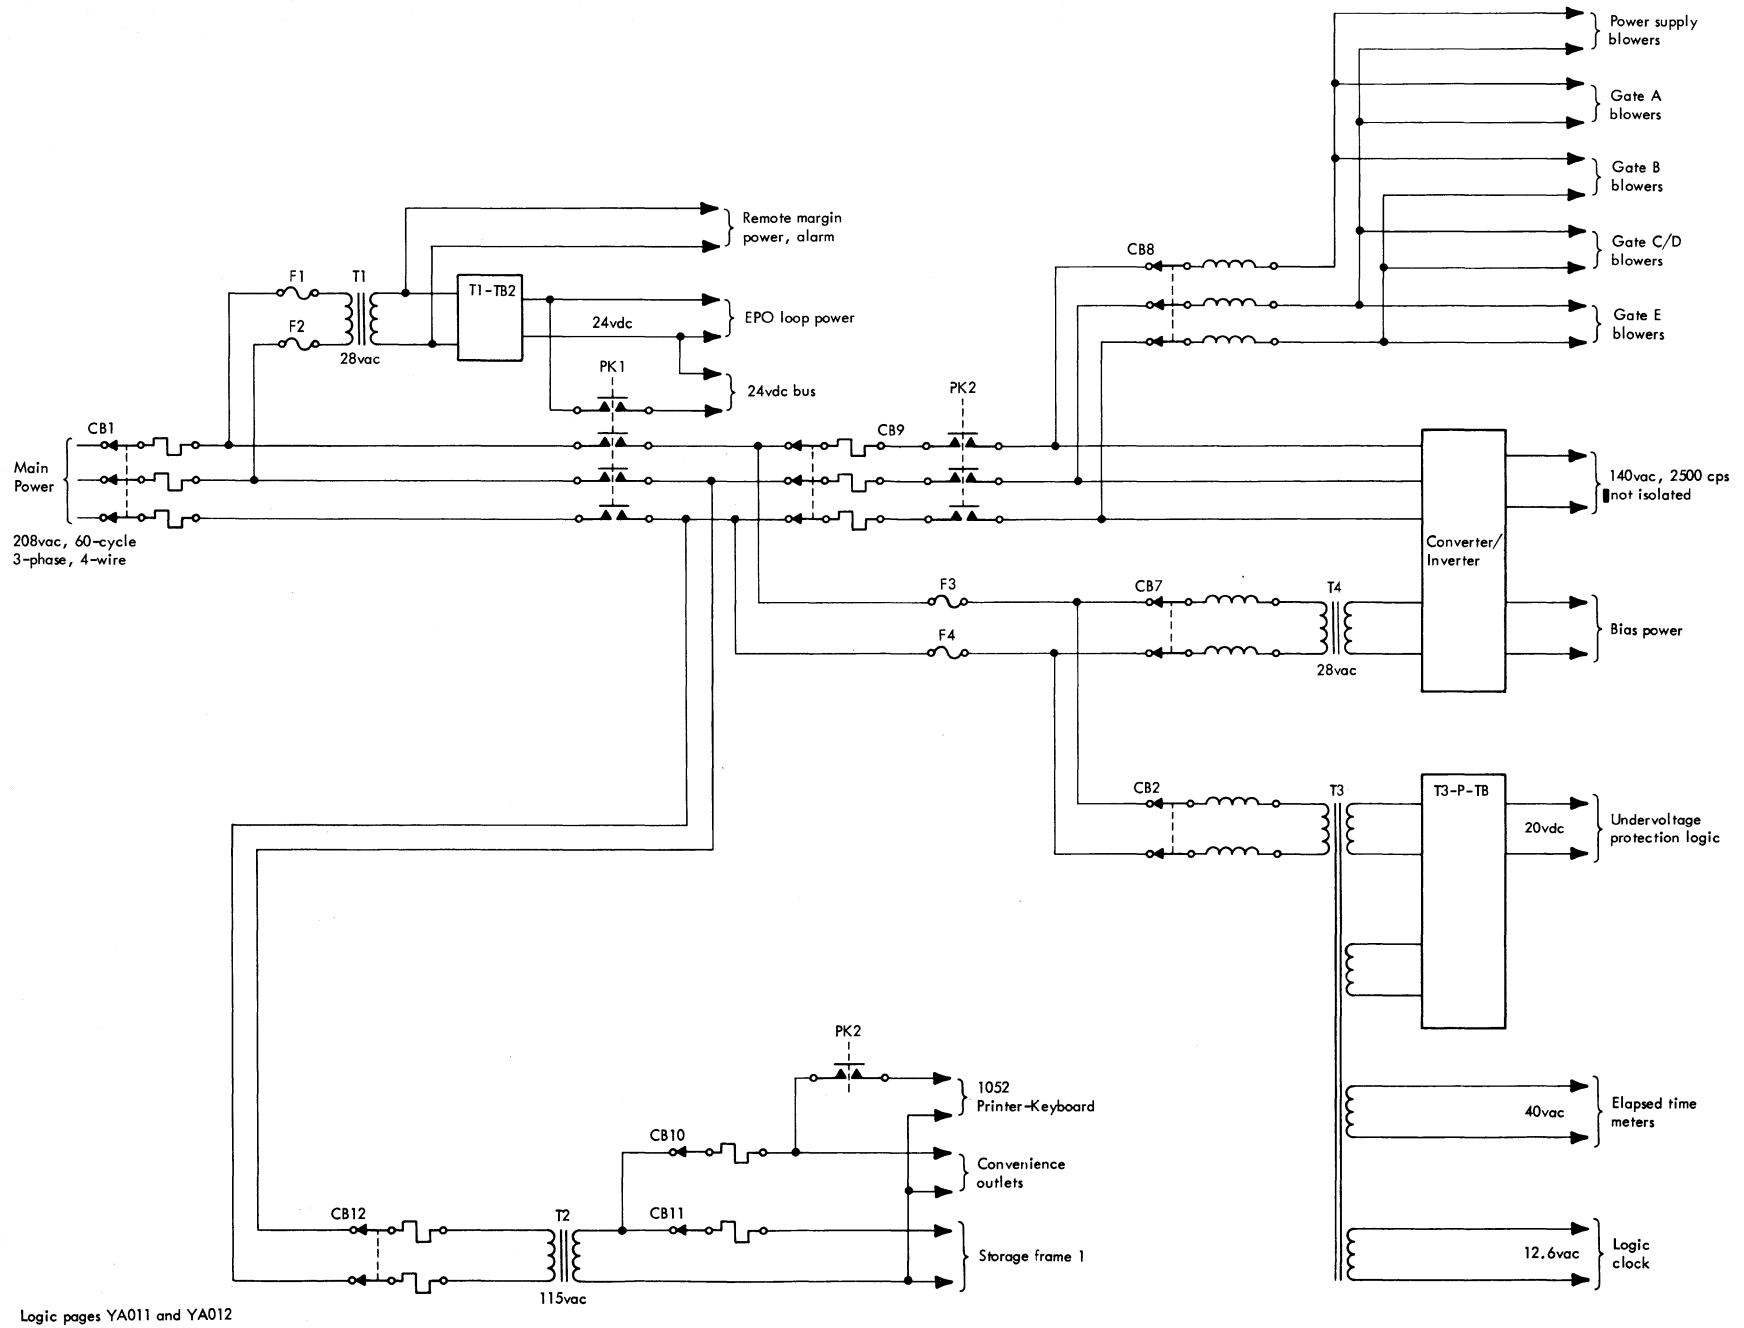 Power supply
blowers
Gate A
blowers
Gate B
blowers
Gate C/D
blowers
Gate E
blowers
CB8
Remote margin
power, alarm
F1
T1
F2
28vac
T1-TB2
24vdc
EPO loop power
24vdc bus
PK1
PK2
CB1
CB9
Main
Power
208vac, 60-cycle
3-phase, 4-wire
Converter/
Inverter
140vac, 2500 cps
not isolated
F3
F4
CB7
T4
28vac
Bias power
CB2
T3
T3-P-TB
20vdc
Undervoltage
protection logic
PK2
1052
Printer-Keyboard
40vac
Elapsed time
meters
CB10
Convenience
outlets
CB12
T2
CB11
115vac
Storage frame 1
12.6vac
Logic
clock
Logic pages YA011 and YA012